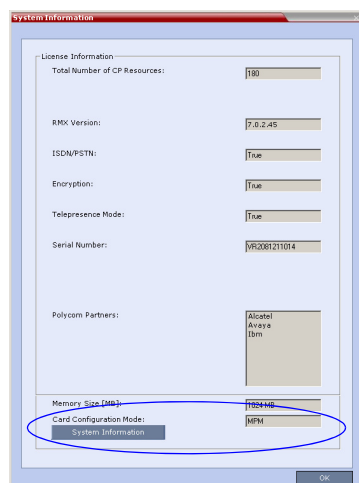 System Information
License Information
Total Number of CP Resources: 180
RMX Version: 7.0.2.45
ISDN/PSTN: True
Encryption: True
Telepresence Mode: True
Serial Number: VR2081211014
Polycom Partners: Alcatel
Avaya
Ibm
Memory Size [MB]: 1024 MB
Card Configuration Mode: MPM
System Information
OK